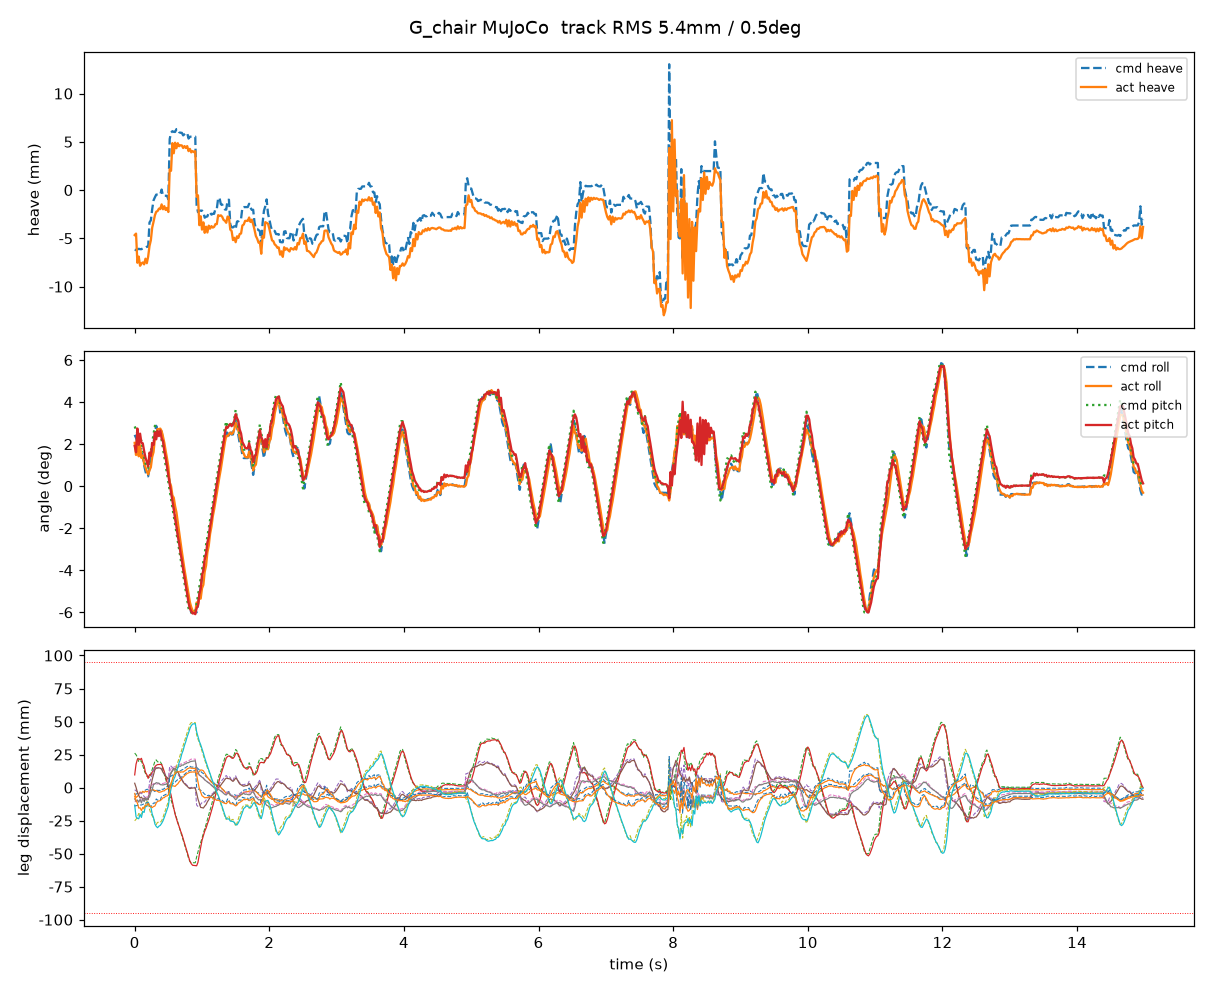 G_chair MuJoCo  track RMS 5.4mm / 0.5deg
heave (mm)
10
5
0
-5
-10
cmd heave
act heave
angle (deg)
6
4
2
0
-2
-4
-6
cmd roll
act roll
cmd pitch
act pitch
leg displacement (mm)
100
75
50
25
0
-25
-50
-75
-100
0 2 4 6 8 10 12 14
time (s)